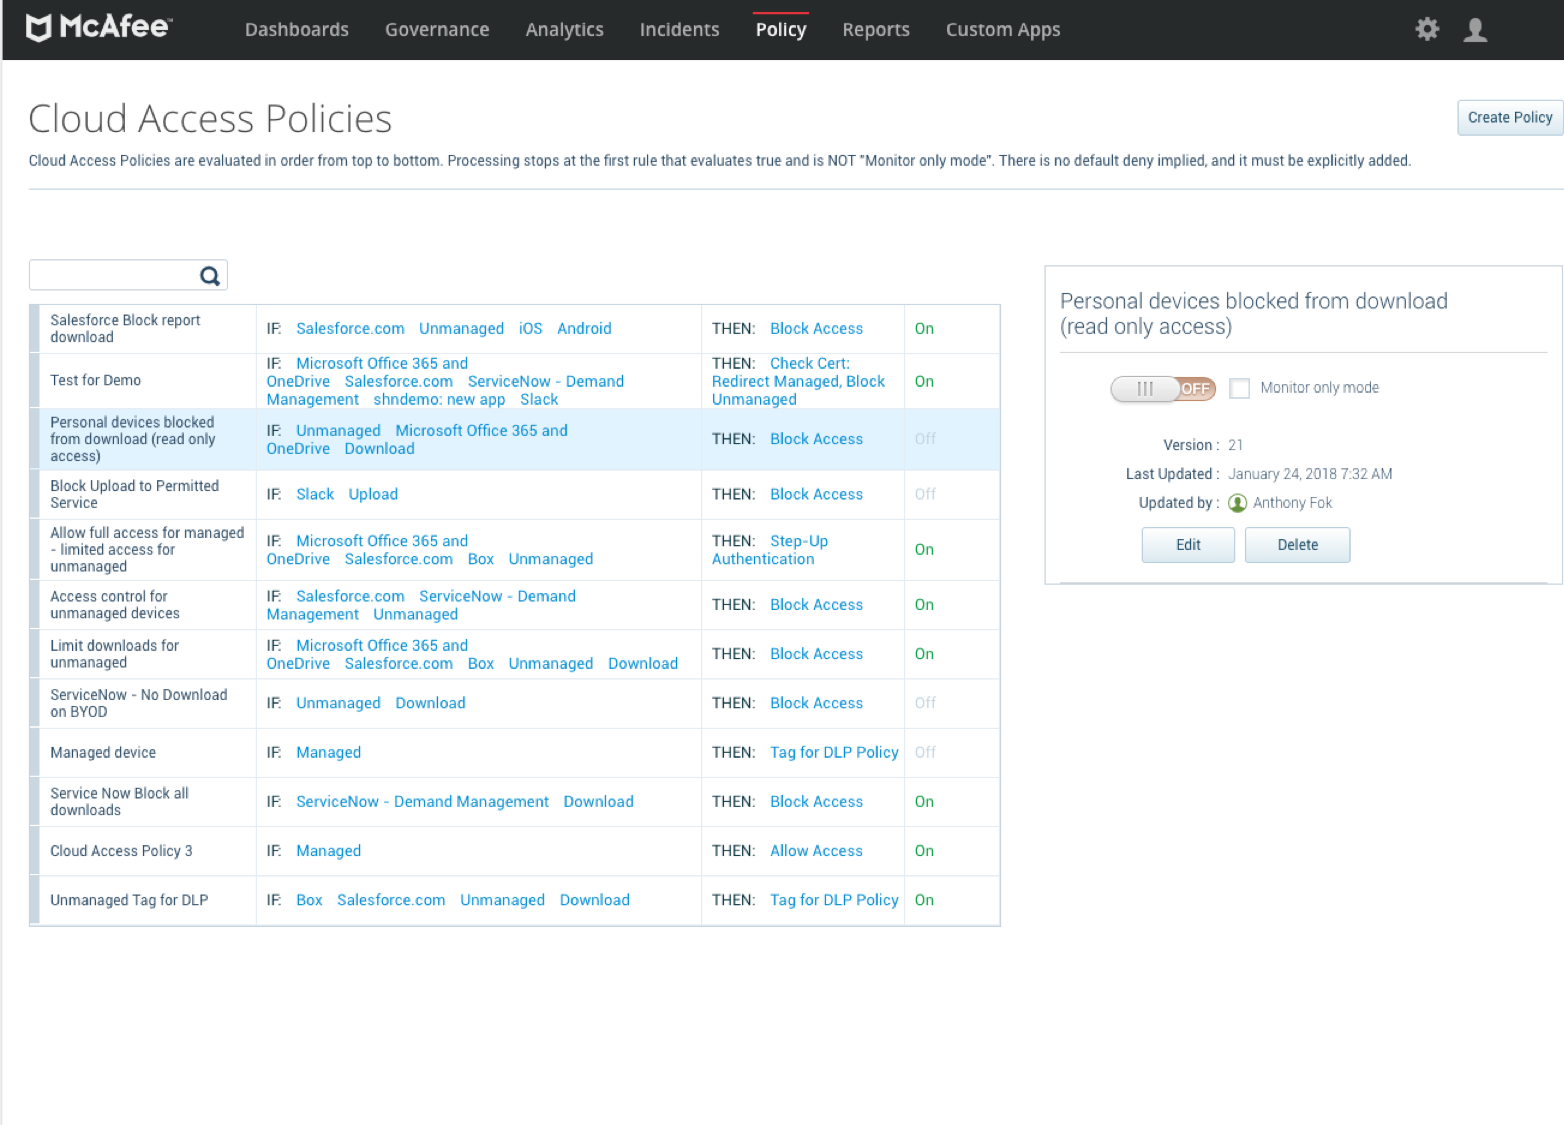 McAfee™
Dashboards Governance Analytics Incidents Policy Reports Custom Apps
Cloud Access Policies
Create Policy
Cloud Access Policies are evaluated in order from top to bottom. Processing stops at the first rule that evaluates true and is NOT "Monitor only mode". There is no default deny implied, and it must be explicitly added.
Salesforce Block report
download
IF: Salesforce.com Unmanaged iOS Android
THEN: Block Access
On
Test for Demo
IF: Microsoft Office 365 and
OneDrive Salesforce.com ServiceNow - Demand
Management shndemo: new app Slack
THEN: Check Cert:
Redirect Managed, Block
Unmanaged
On
Personal devices blocked
from download (read only
access)
IF: Unmanaged Microsoft Office 365 and
OneDrive Download
THEN: Block Access
Off
Block Upload to Permitted
Service
IF: Slack Upload
THEN: Block Access
Off
Allow full access for managed
- limited access for
unmanaged
IF: Microsoft Office 365 and
OneDrive Salesforce.com Box Unmanaged
THEN: Step-Up
Authentication
On
Access control for
unmanaged devices
IF: Salesforce.com ServiceNow - Demand
Management Unmanaged
THEN: Block Access
On
Limit downloads for
unmanaged
IF: Microsoft Office 365 and
OneDrive Salesforce.com Box Unmanaged Download
THEN: Block Access
On
ServiceNow - No Download
on BYOD
IF: Unmanaged Download
THEN: Block Access
Off
Managed device
IF: Managed
THEN: Tag for DLP Policy
Off
Service Now Block all
downloads
IF: ServiceNow - Demand Management Download
THEN: Block Access
On
Cloud Access Policy 3
IF: Managed
THEN: Allow Access
On
Unmanaged Tag for DLP
IF: Box Salesforce.com Unmanaged Download
THEN: Tag for DLP Policy
On
Personal devices blocked from download
(read only access)
OFF Monitor only mode
Version : 21
Last Updated : January 24, 2018 7:32 AM
Updated by : Anthony Fok
Edit Delete